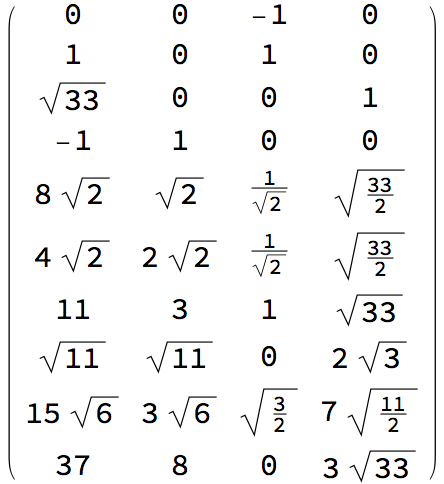 0 0 −1 0
1 0 1 0
√33 0 0 1
−1 1 0 0
8 √2 √2 1/√2 √(33/2)
4 √2 2 √2 1/√2 √(33/2)
11 3 1 √33
√11 √11 0 2 √3
15 √6 3 √6 √(3/2) 7 √(11/2)
37 8 0 3 √33